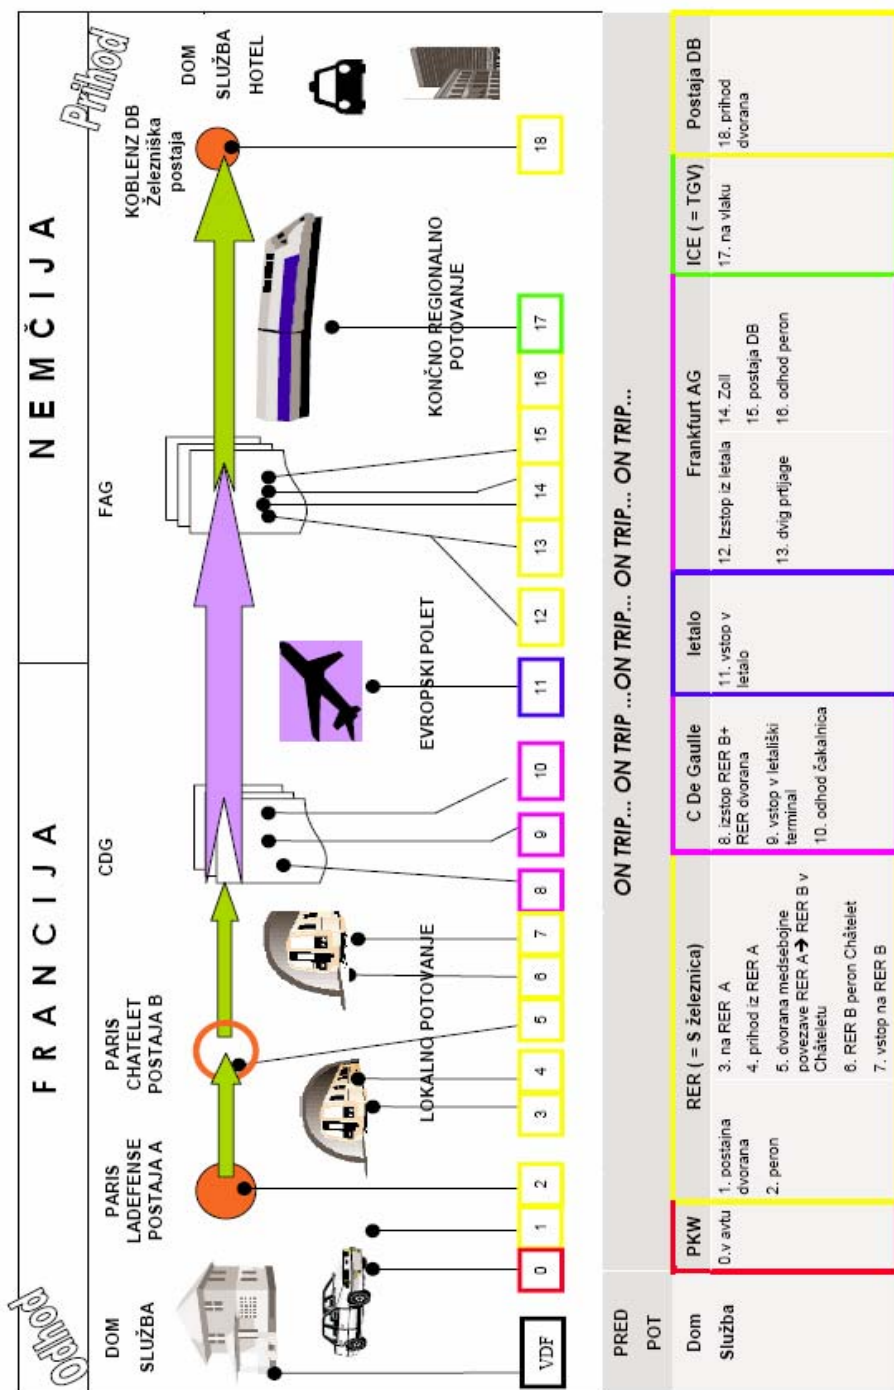 Odhod
FRANCIJA
NEMČIJA
Prihod
DOM
SLUŽBA
PARIS
LADEFENSE
POSTAJA A
PARIS
CHATELET
POSTAJA B
CDG
FAG
KOBLENZ DB
Železniška
postaja
DOM
SLUŽBA
HOTEL
LOKALNO POTOVANJE
EVROPSKI POLET
KONČNO REGIONALNO
POTOVANJE
VDF
0
1
2
3
4
5
6
7
8
9
10
11
12
13
14
15
16
17
18
PRED
POT
ON TRIP... ON TRIP ...ON TRIP... ON TRIP... ON TRIP...
Dom
Služba
PKW
0.v avtu
RER ( = S železnica)
1. postajna
dvorana
2. peron
3. na RER A
4. prihod iz RER A
5. dvorana medsebojne
povezave RER A➔ RER B v
Châteletu
6. RER B peron Châtelet
7. vstop na RER B
C De Gaulle
8. izstop RER B+
RER dvorana
9. vstop v letališki
terminal
10. odhod čakalnica
letalo
11. vstop v
letalo
Frankfurt AG
12. Izstop iz letala
13. dvig prtljage
14. Zoll
15. postaja DB
16. odhod peron
ICE ( = TGV)
17. na vlaku
Postaja DB
18. prihod
dvorana